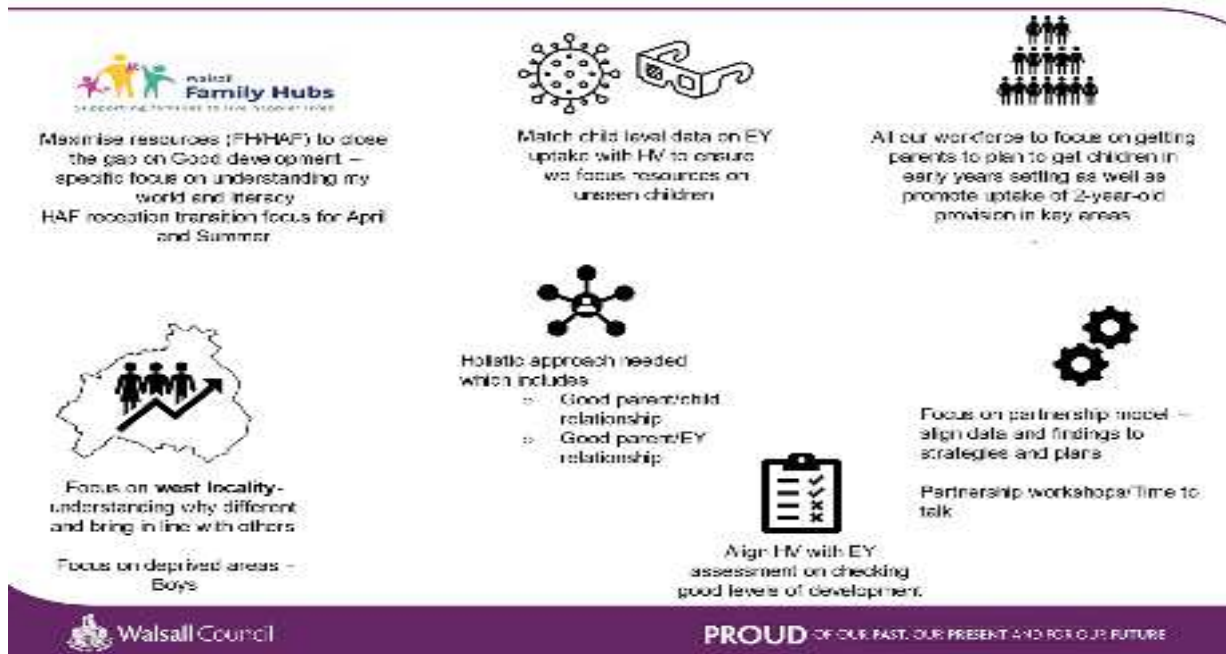 Walsall
Family Hubs
Maximise resources (FH/HAF) to close
the gap on Good development –
specific focus on understanding my
world and literacy
HAF reception transition focus for April
and Summer
Match child level data on EY
uptake with HV to ensure
we focus resources on
unseen children
All our workforce to focus on getting
parents to plan to get children in
early years setting as well as
promote uptake of 2-year-old
provision in key areas
Focus on west locality-
understanding why different
and bring in line with others
Focus on deprived areas –
Boys
Holistic approach needed
which includes
○ Good parent/child
relationship
○ Good parent/EY
relationship
Align HV with EY
assessment on checking
good levels of development
Focus on partnership model –
align data and findings to
strategies and plans
Partnership workshops/Time to
talk
Walsall Council
PROUD OF OUR PAST, OUR PRESENT AND FOR OUR FUTURE